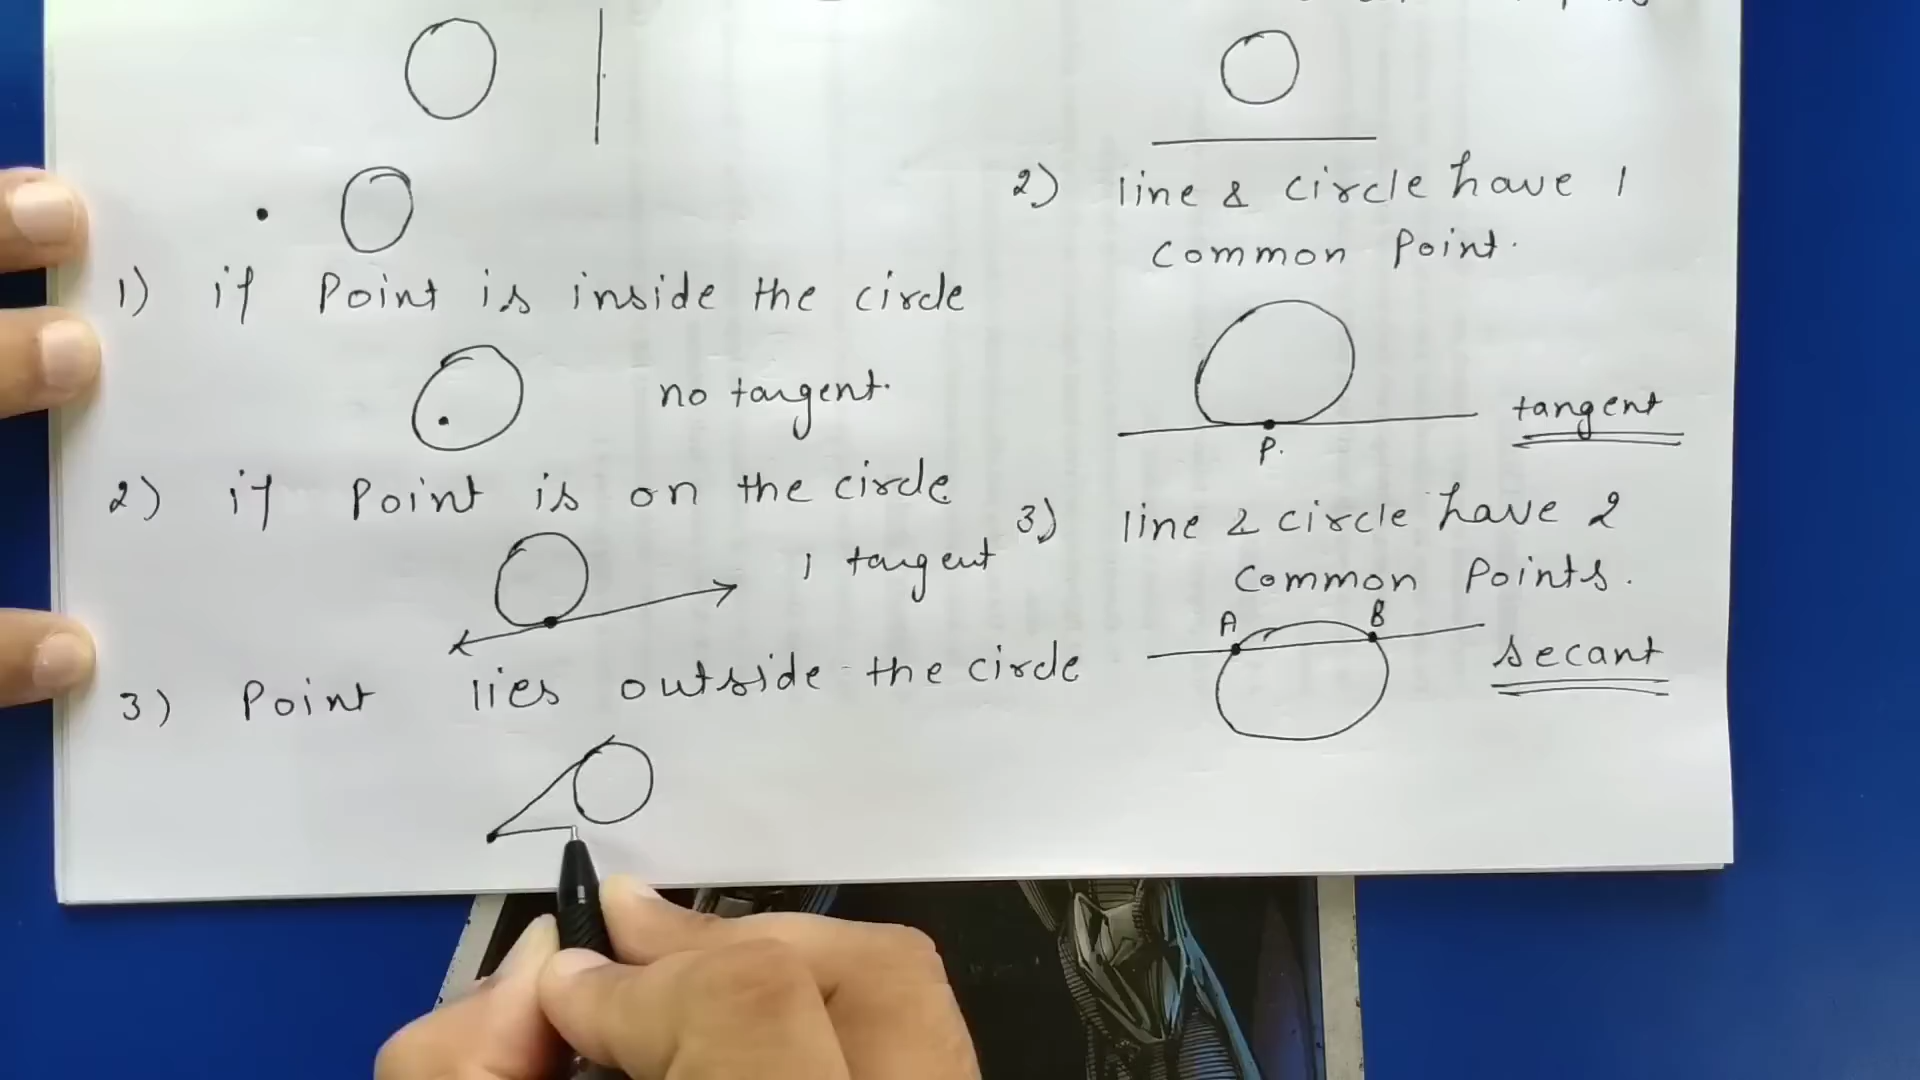 1) if Point is inside the circle
no tangent.
2) if Point is on the circle
1 tangent
3) Point lies outside the circle
2) line & circle have 1
common Point.
P.
tangent
3) line & circle have 2
common Points.
A B
secant